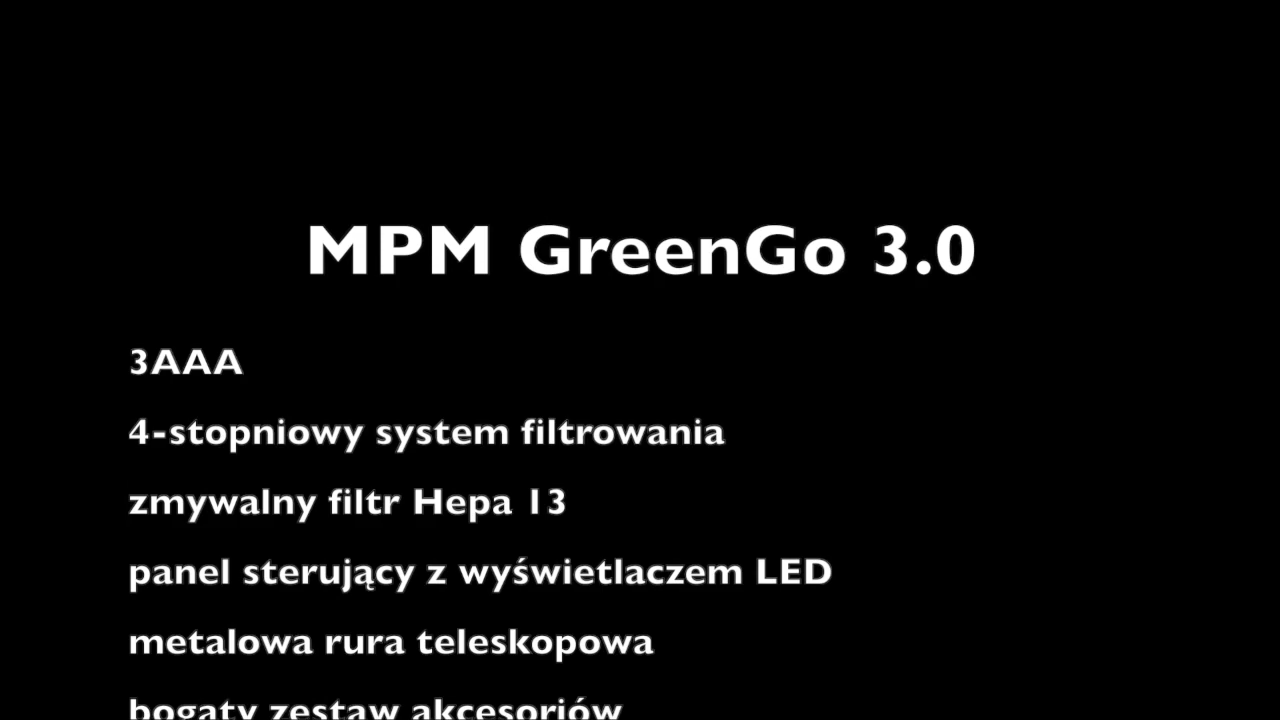 MPM GreenGo 3.0
3AAA
4-stopniowy system filtrowania
zmywalny filtr Hepa 13
panel sterujący z wyświetlaczem LED
metalowa rura teleskopowa
bogaty zestaw akcesoriów